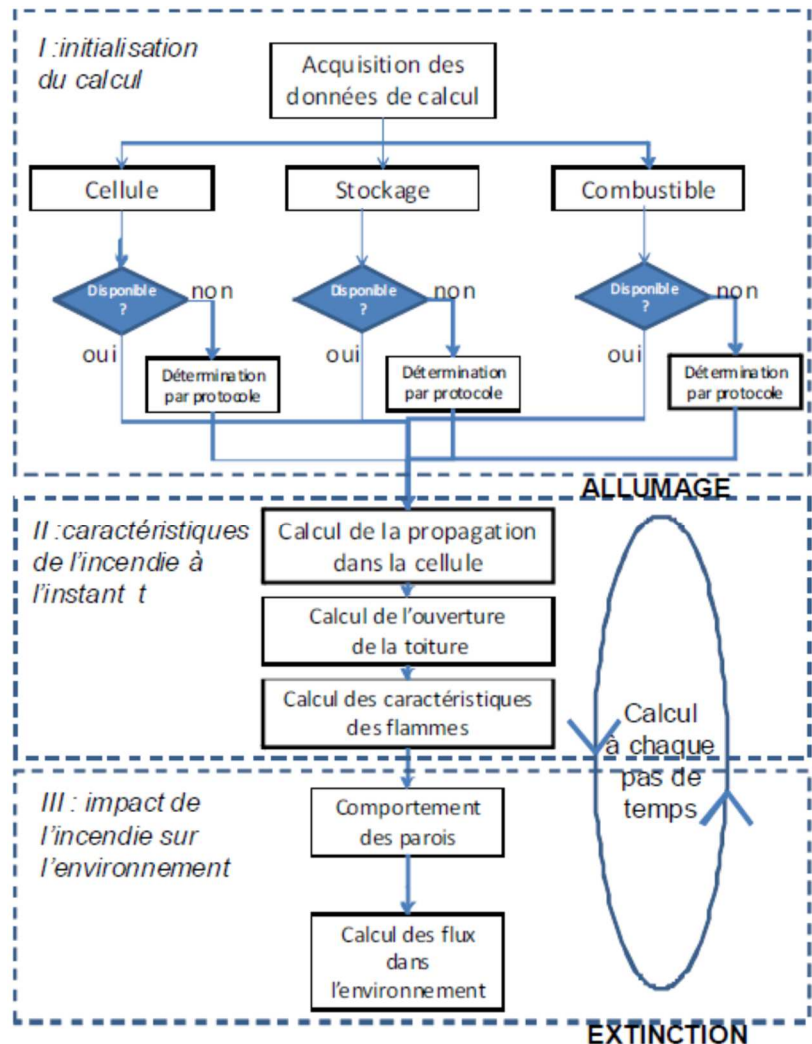 I :initialisation
du calcul
Acquisition des
données de calcul
Cellule
Stockage
Combustible
Disponible
?
non
oui
Détermination
par protocole
Disponible
?
non
oui
Détermination
par protocole
Disponible
?
non
oui
Détermination
par protocole
ALLUMAGE
II :caractéristiques
de l'incendie à
l'instant t
Calcul de la propagation
dans la cellule
Calcul de l'ouverture
de la toiture
Calcul des caractéristiques
des flammes
Calcul
à chaque
pas de
temps
III : impact de
l'incendie sur
l'environnement
Comportement
des parois
Calcul des flux
dans
l'environnement
EXTINCTION